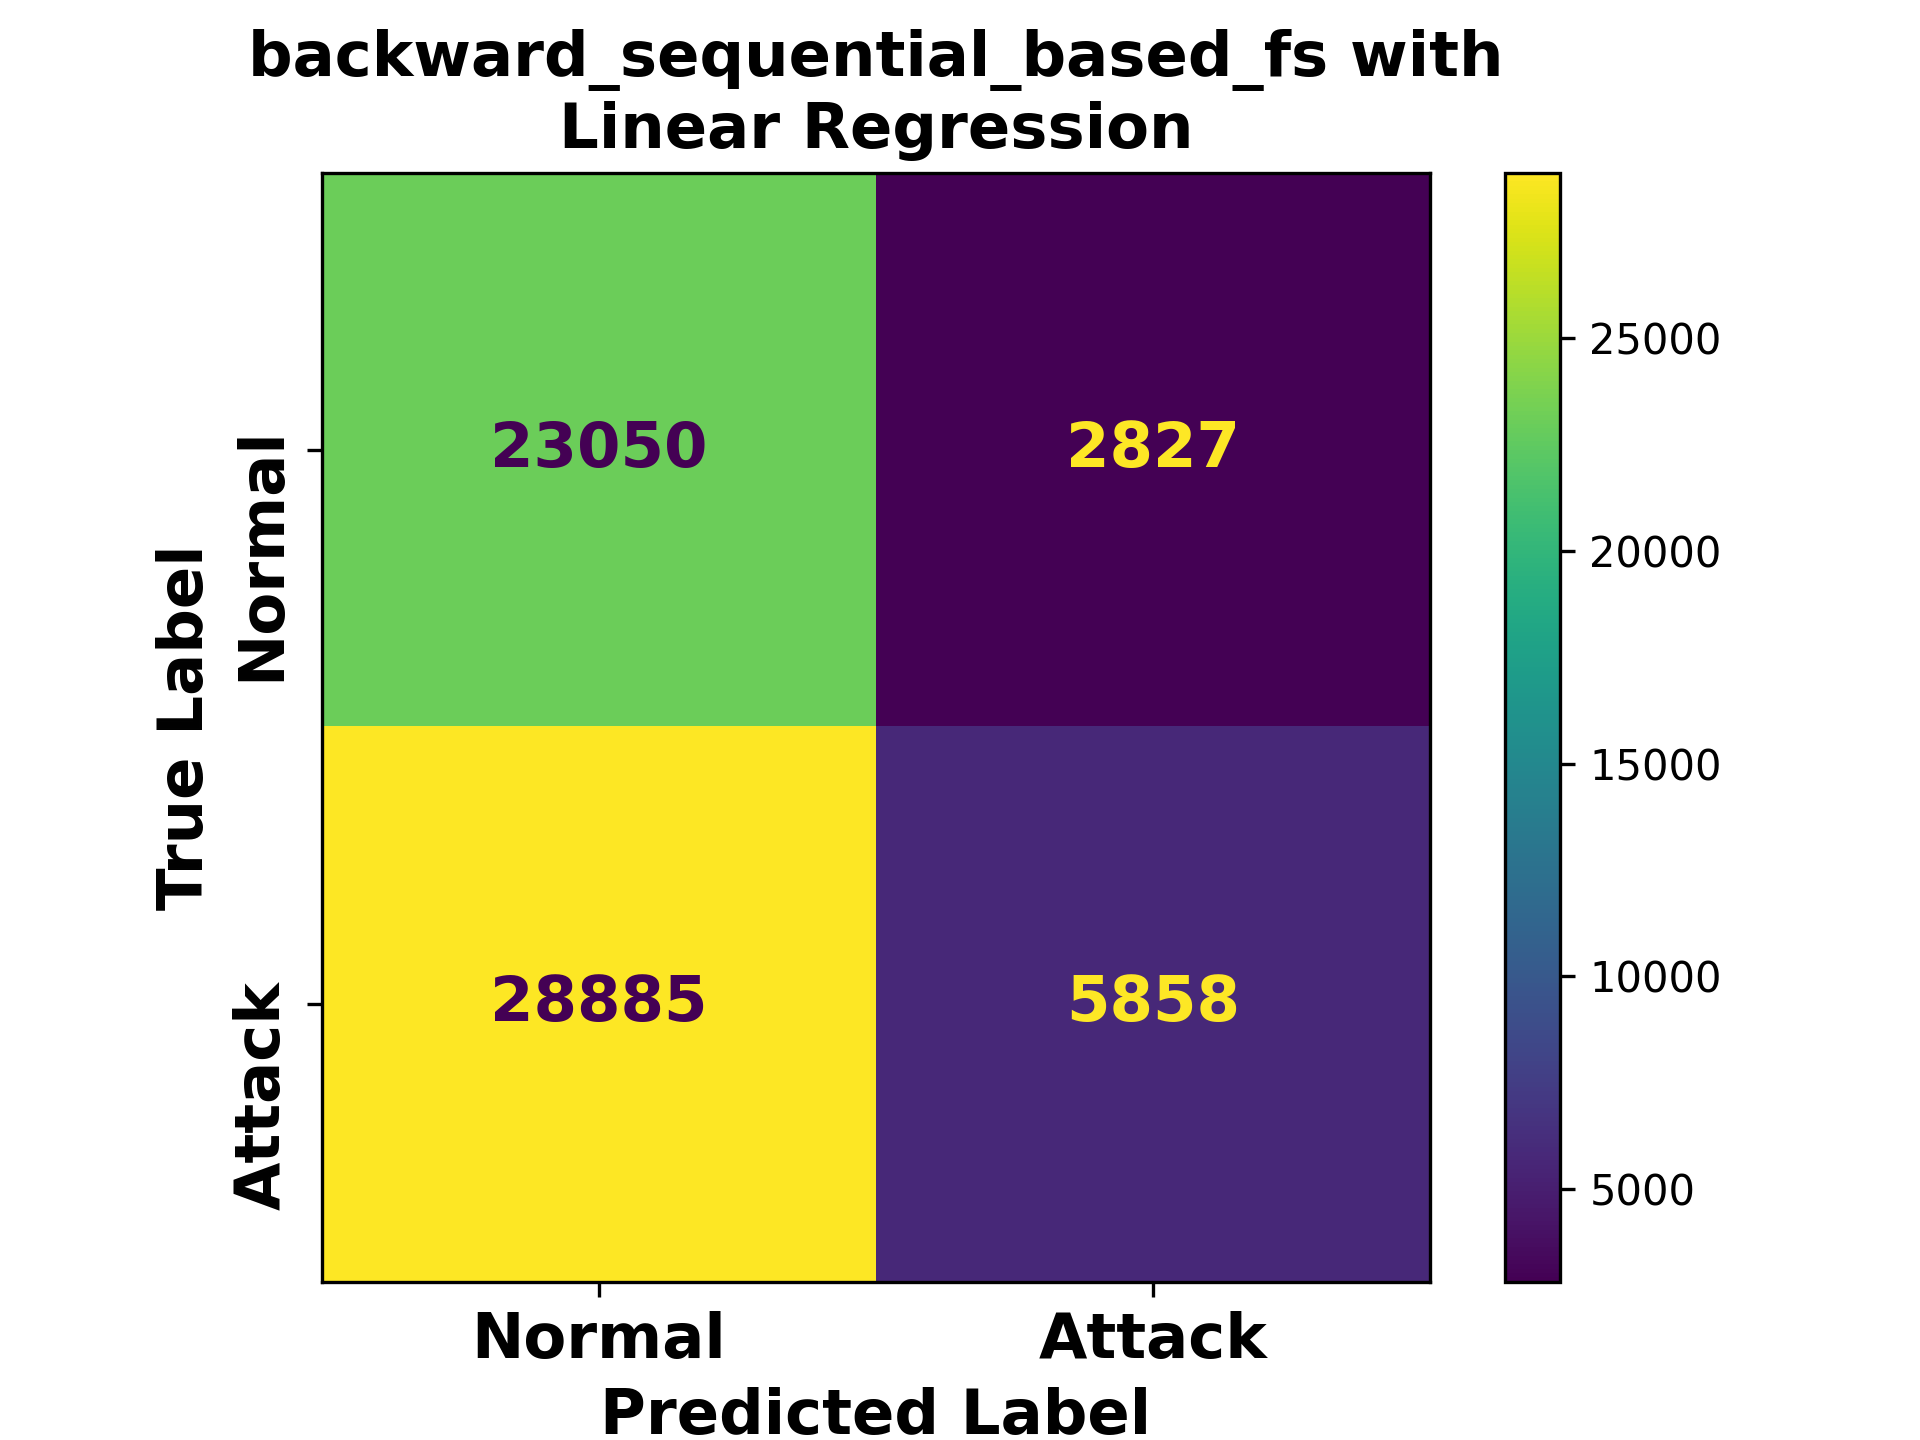 backward_sequential_based_fs with
Linear Regression
True Label
Normal
Attack
23050
2827
28885
5858
Normal
Attack
Predicted Label
25000
20000
15000
10000
5000